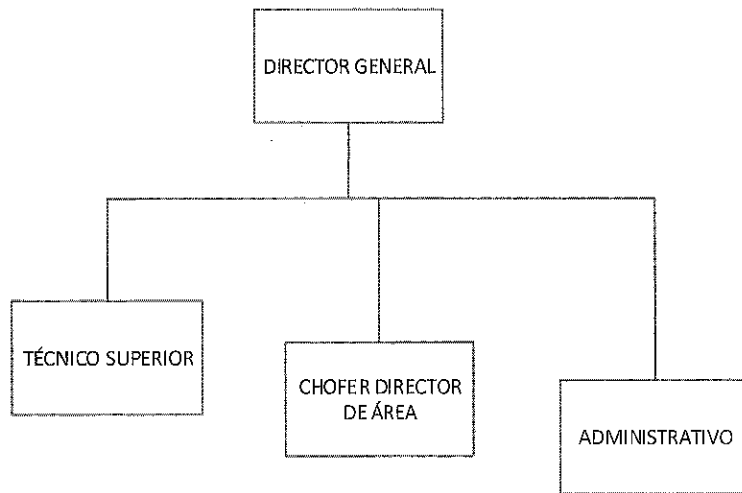 DIRECTOR GENERAL
TÉCNICO SUPERIOR
CHOFER DIRECTOR
DE ÁREA
ADMINISTRATIVO